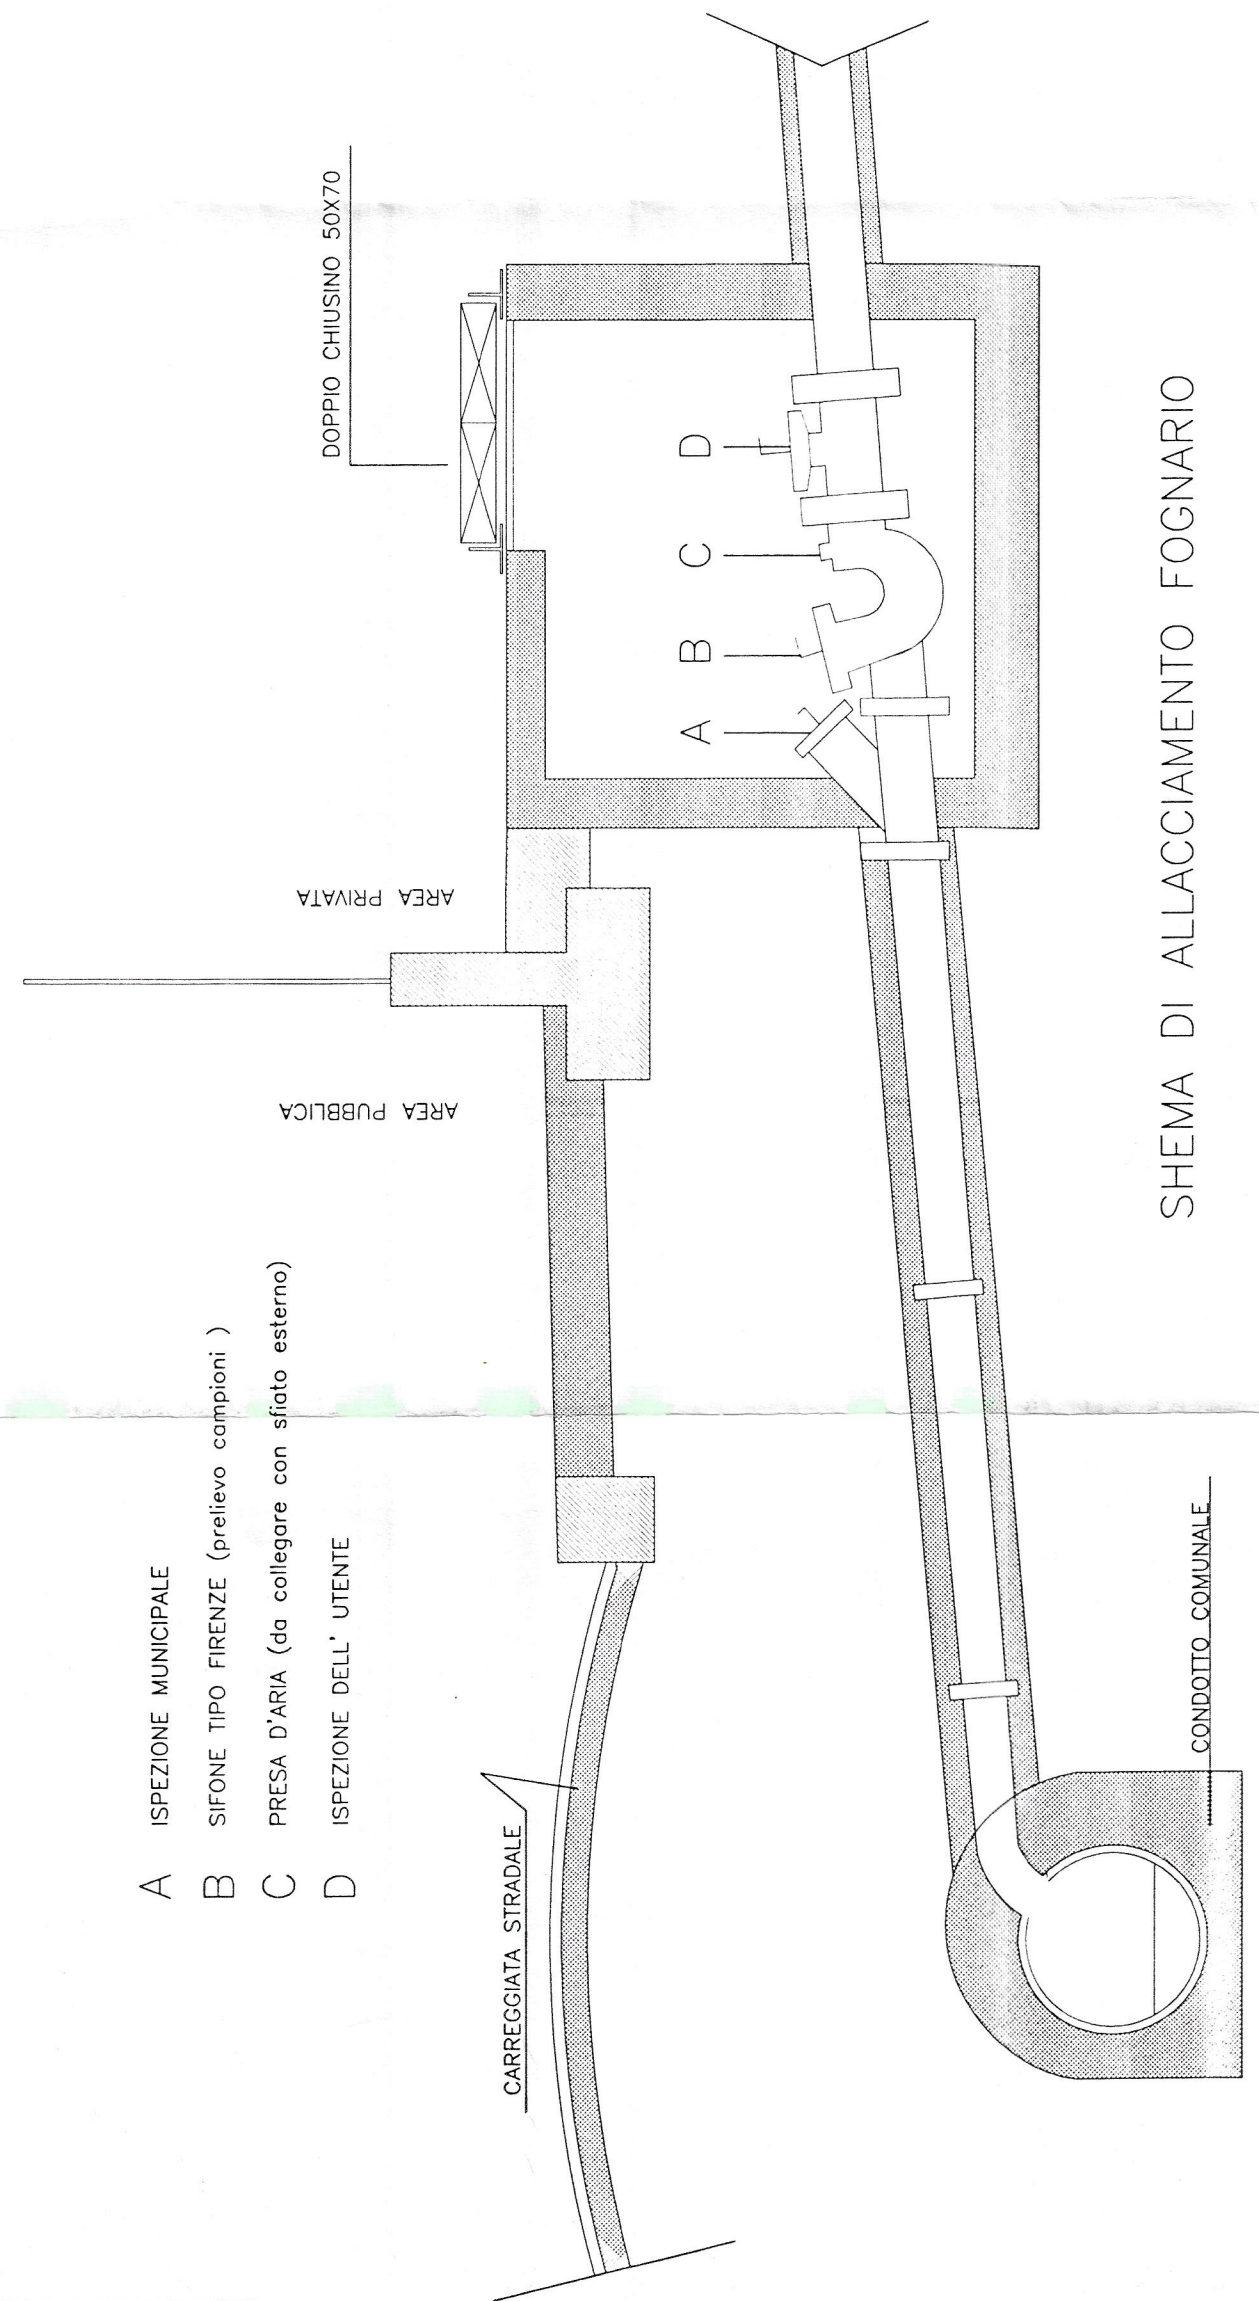 A ISPEZIONE MUNICIPALE
B SIFONE TIPO FIRENZE (prelievo campioni )
C PRESA D'ARIA (da collegare con sfiato esterno)
D ISPEZIONE DELL' UTENTE
AREA PUBBLICA
AREA PRIVATA
DOPPIO CHIUSINO 50X70
CARREGGIATA STRADALE
A
B
C
D
CONDOTTO COMUNALE
SHEMA DI ALLACCIAMENTO FOGNARIO